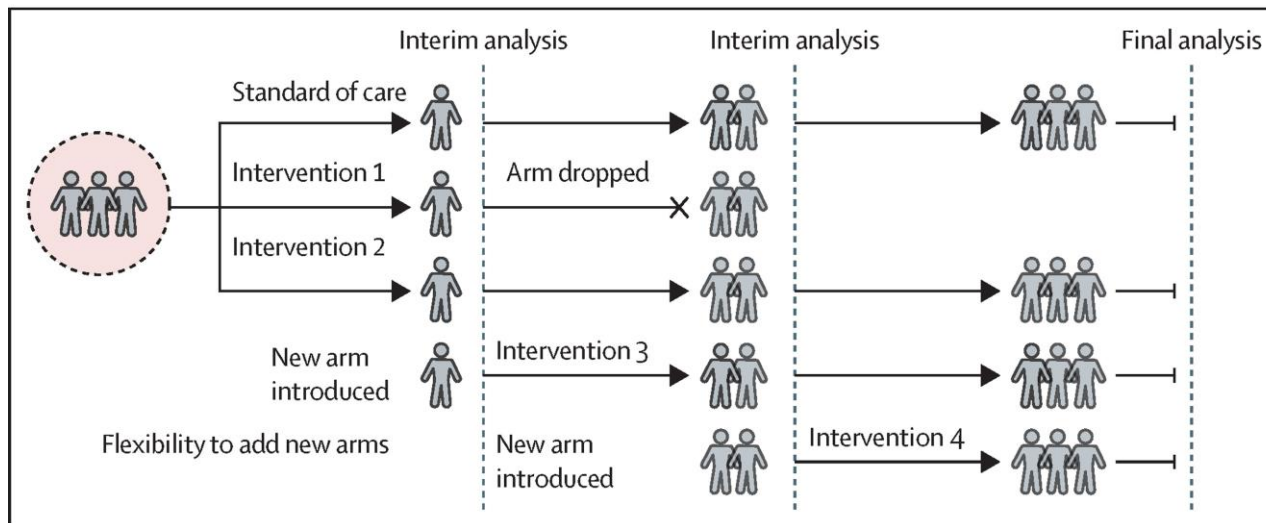 Interim analysis
Interim analysis
Final analysis
Standard of care
Intervention 1
Arm dropped
Intervention 2
New arm
introduced
Intervention 3
Flexibility to add new arms
New arm
introduced
Intervention 4